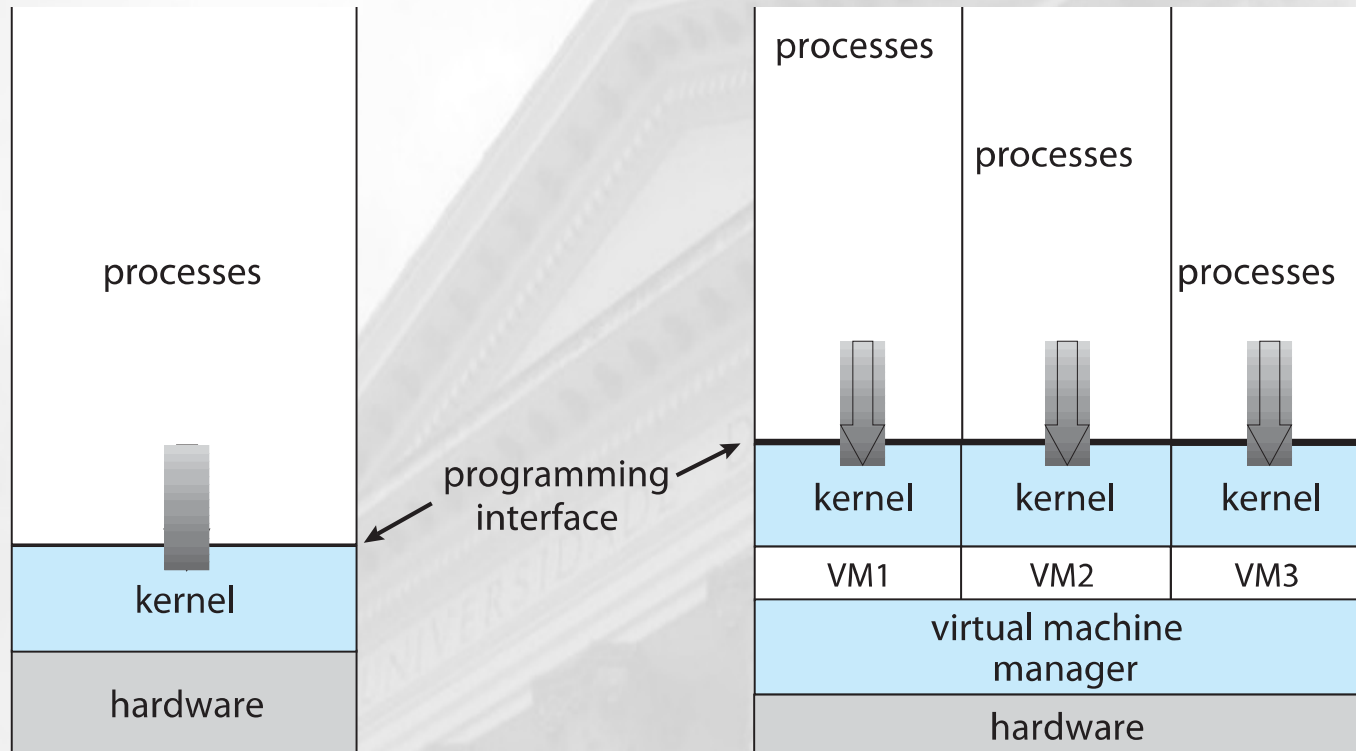 processes
kernel
hardware
programming
interface
processes
processes
processes
kernel
kernel
kernel
VM1
VM2
VM3
virtual machine
manager
hardware